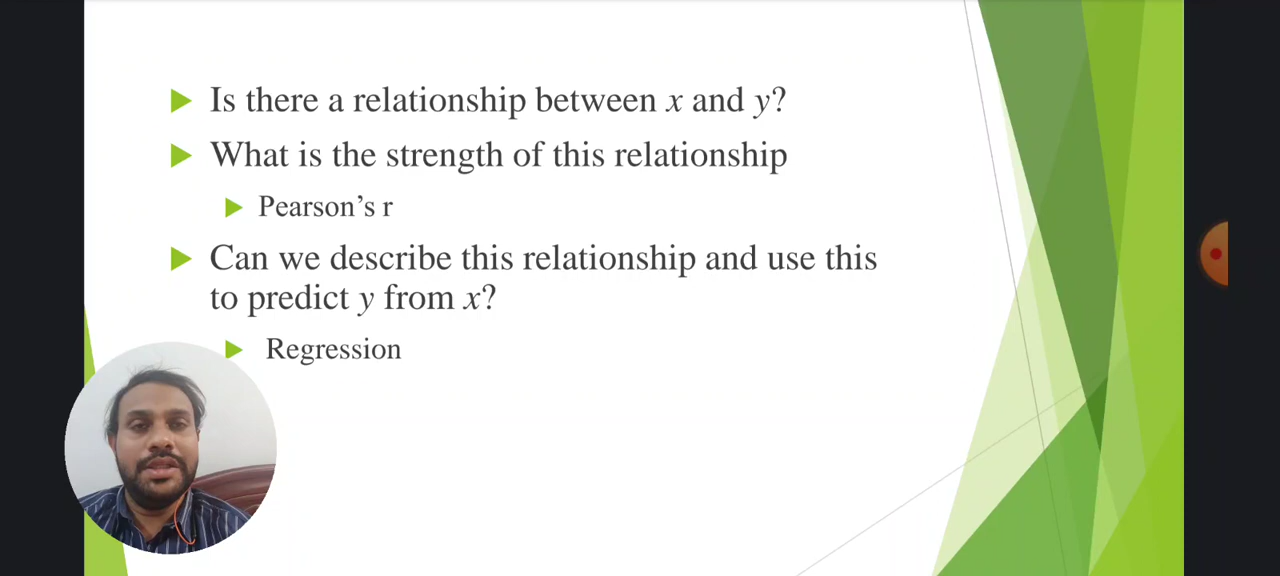 Is there a relationship between x and y?
What is the strength of this relationship
Pearson’s r
Can we describe this relationship and use this
to predict y from x?
Regression